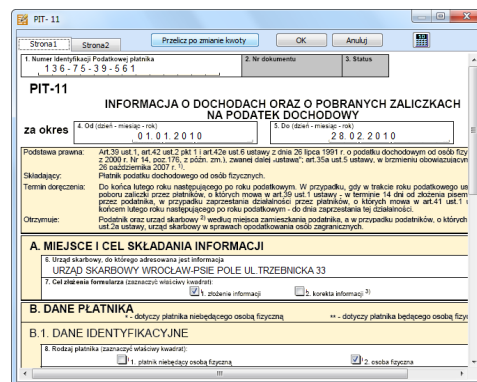 PIT- 11
Strona1
Strona2
Przelicz po zmianie kwoty
OK
Anuluj
1. Numer Identyfikacji Podatkowej płatnika
2. Nr dokumentu
3. Status
1 3 6 - 7 5 - 3 9 - 5 6 1
PIT-11
INFORMACJA O DOCHODACH ORAZ O POBRANYCH ZALICZKACH
NA PODATEK DOCHODOWY
za okres
4. Od (dzień - miesiąc - rok)
0 1. 0 1. 2 0 1 0
5. Do (dzień - miesiąc - rok)
2 8. 0 2. 2 0 1 0
Podstawa prawna: Art.39 ust.1, art.42 ust.2 pkt 1 i art.42e ust.6 ustawy z dnia 26 lipca 1991 r. o podatku dochodowym od osób fizy
z 2000 r. Nr 14, poz.176, z późn. zm.), zwanej dalej „ustawą"; art.35a ust.5 ustawy, w brzmieniu obowiązującym
26 października 2007 r. 1).
Składający: Płatnik podatku dochodowego od osób fizycznych.
Termin doręczenia: Do końca lutego roku następującego po roku podatkowym. W przypadku, gdy w trakcie roku podatkowego us
poboru zaliczki przez płatników, o których mowa w art.39 ust.1 ustawy - w terminie 14 dni od złożenia pisem
przez podatnika, w przypadku zaprzestania działalności przez płatników, o których mowa w art.41 ust.1 u
końcem lutego roku następującego po roku podatkowym - do dnia zaprzestania tej działalności.
Otrzymuje: Podatnik oraz urząd skarbowy 2) według miejsca zamieszkania podatnika, a w przypadku podatników, o których
ust.2a ustawy, urząd skarbowy w sprawach opodatkowania osób zagranicznych.
A. MIEJSCE I CEL SKŁADANIA INFORMACJI
6. Urząd skarbowy, do którego adresowana jest informacja
URZĄD SKARBOWY WROCŁAW-PSIE POLE UL.TRZEBNICKA 33
7. Cel złożenia formularza (zaznaczyć właściwy kwadrat):
1. złożenie informacji
2. korekta informacji 3)
B. DANE PŁATNIKA
* - dotyczy płatnika niebędącego osobą fizyczną
** - dotyczy płatnika będącego osobą fizyc
B.1. DANE IDENTYFIKACYJNE
8. Rodzaj płatnika (zaznaczyć właściwy kwadrat):
1. płatnik niebędący osobą fizyczną
2. osoba fizyczna